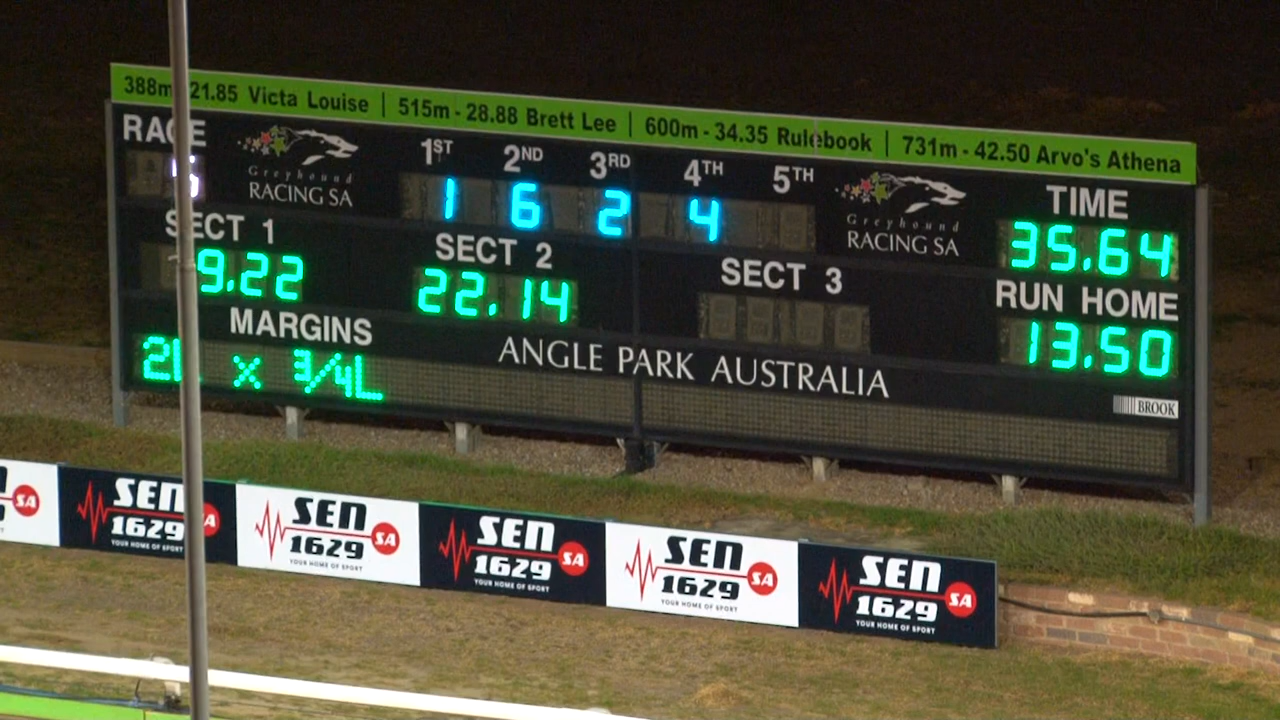 388m - 21.85 Victa Louise | 515m - 28.88 Brett Lee | 600m - 34.35 Rulebook | 731m - 42.50 Arvo's Athena
RACE
Greyhound
RACING SA
1ST 2ND 3RD 4TH 5TH
1 6 2 4
Greyhound
RACING SA
TIME
35.64
SECT 1
9.22
SECT 2
22.14
SECT 3
RUN HOME
13.50
MARGINS
2L x 3/4L
ANGLE PARK AUSTRALIA
BROOK
SA
SEN
1629
YOUR HOME OF SPORT
SEN
1629
SA
YOUR HOME OF SPORT
SEN
1629
SA
YOUR HOME OF SPORT
SEN
1629
SA
YOUR HOME OF SPORT
SEN
1629
SA
YOUR HOME OF SPORT